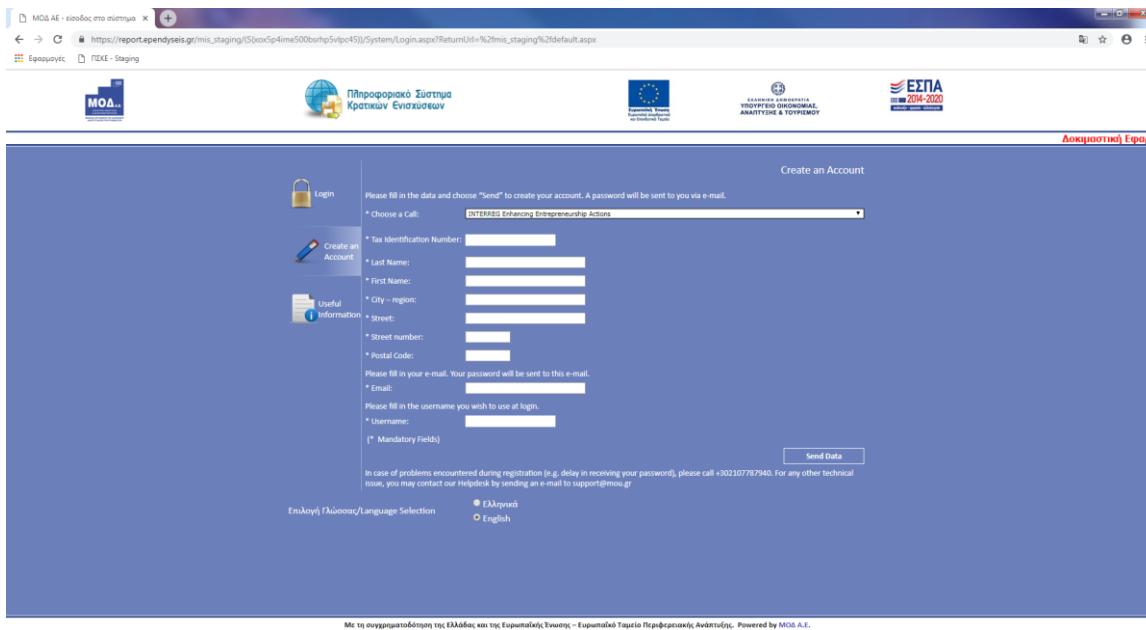 ΜΟΔ ΑΕ - είσοδος στο σύστημα
https://report.ependyseis.gr/mis_staging/(S(xox5p4ime500bsrhp5vlpc45))/System/Login.aspx?ReturnUrl=%2fmis_staging%2fdefault.aspx
Εφαρμογές ΠΣΚΕ - Staging
ΜΟΔ Α.Ε.
Πληροφοριακό Σύστημα
Κρατικών Ενισχύσεων
Ευρωπαϊκή Ένωση
ΕΛΛΗΝΙΚΗ ΔΗΜΟΚΡΑΤΙΑ
ΥΠΟΥΡΓΕΙΟ ΟΙΚΟΝΟΜΙΑΣ,
ΑΝΑΠΤΥΞΗΣ & ΤΟΥΡΙΣΜΟΥ
ΕΣΠΑ
2014-2020
Δοκιμαστική Εφα
Create an Account
Login
Please fill in the data and choose "Send" to create your account. A password will be sent to you via e-mail.
* Choose a Call: INTERREG Enhancing Entrepreneurship Actions
Create an
Account
* Tax Identification Number:
* Last Name:
* First Name:
Useful
Information
* City – region:
* Street:
* Street number:
* Postal Code:
Please fill in your e-mail. Your password will be sent to this e-mail.
* Email:
Please fill in the username you wish to use at login.
* Username:
(* Mandatory Fields)
Send Data
In case of problems encountered during registration (e.g. delay in receiving your password), please call +302107787940. For any other technical
issue, you may contact our Helpdesk by sending an e-mail to support@mou.gr
Επιλογή Γλώσσας/Language Selection
Ελληνικά
English
Με τη συγχρηματοδότηση της Ελλάδας και της Ευρωπαϊκής Ένωσης – Ευρωπαϊκό Ταμείο Περιφερειακής Ανάπτυξης. Powered by ΜΟΔ Α.Ε.